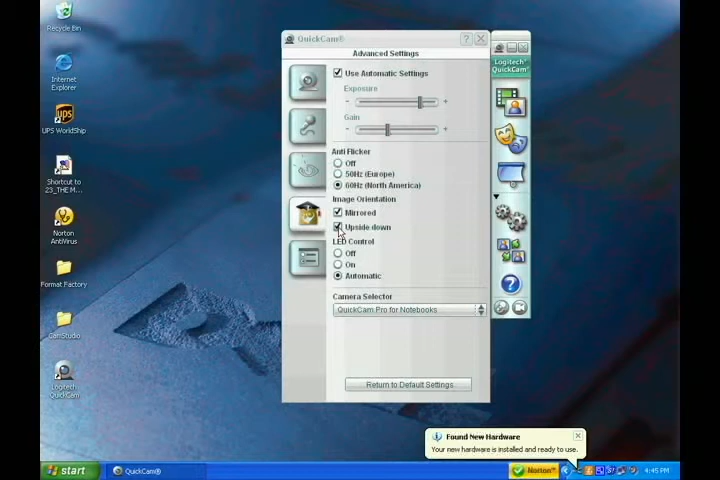 Recycle Bin
Internet
Explorer
UPS WorldShip
Shortcut to
23_THE M...
Norton
AntiVirus
Format Factory
CamStudio
Logitech
QuickCam
QuickCam®
Advanced Settings
Use Automatic Settings
Exposure
- +
Gain
- +
Anti Flicker
Off
50Hz (Europe)
60Hz (North America)
Image Orientation
Mirrored
Upside down
LED Control
Off
On
Automatic
Camera Selector
QuickCam Pro for Notebooks
Return to Default Settings
Logitech®
QuickCam®
Found New Hardware
Your new hardware is installed and ready to use.
start
QuickCam®
Norton™
4:45 PM